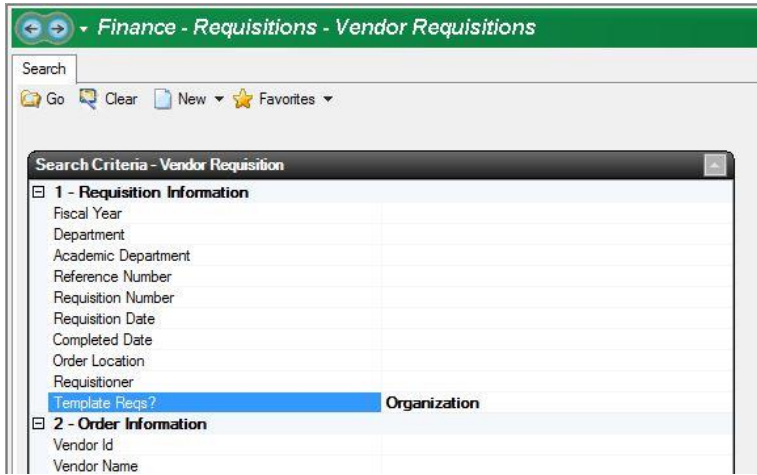 Finance - Requisitions - Vendor Requisitions
Search
Go Clear New Favorites
Search Criteria - Vendor Requisition
1 - Requisition Information
Fiscal Year
Department
Academic Department
Reference Number
Requisition Number
Requisition Date
Completed Date
Order Location
Requisitioner
Template Reqs? Organization
2 - Order Information
Vendor Id
Vendor Name